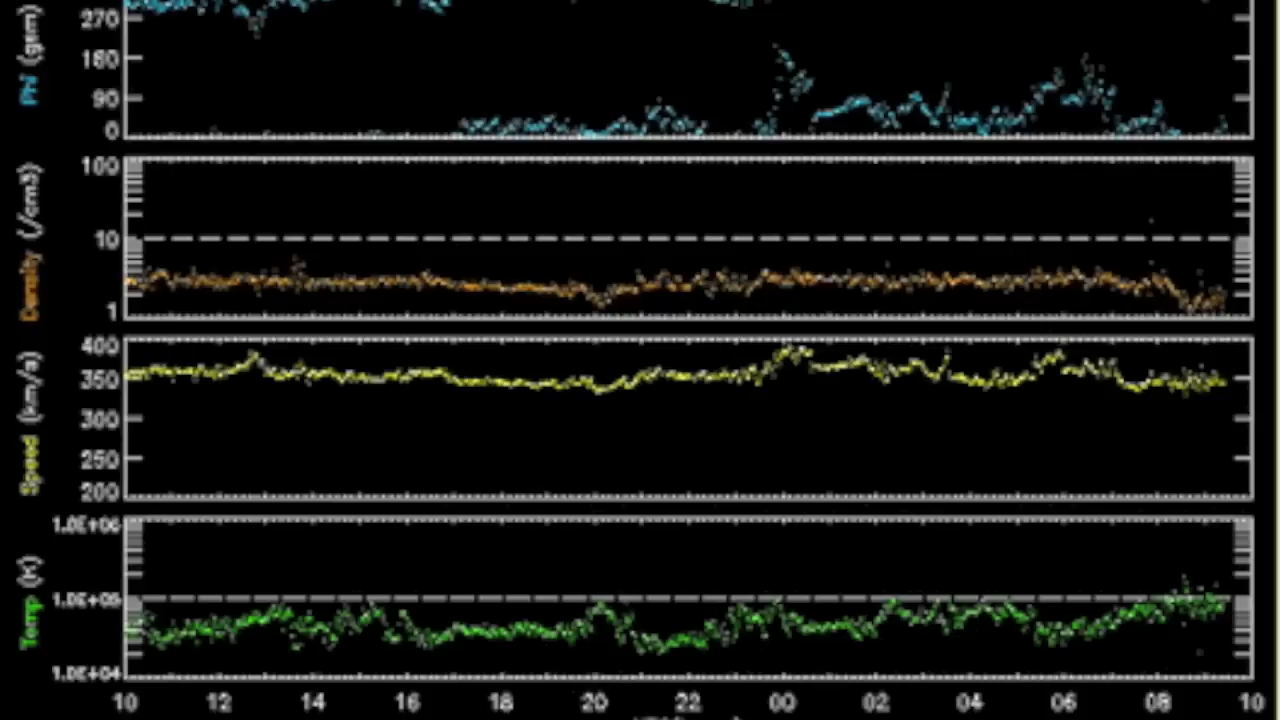 Phi (gsm)
270
180
90
0
Density (/cm3)
100
10
1
Speed (km/s)
400
350
300
250
200
Temp (K)
1.0E+06
1.0E+05
1.0E+04
10 12 14 16 18 20 22 00 02 04 06 08 10